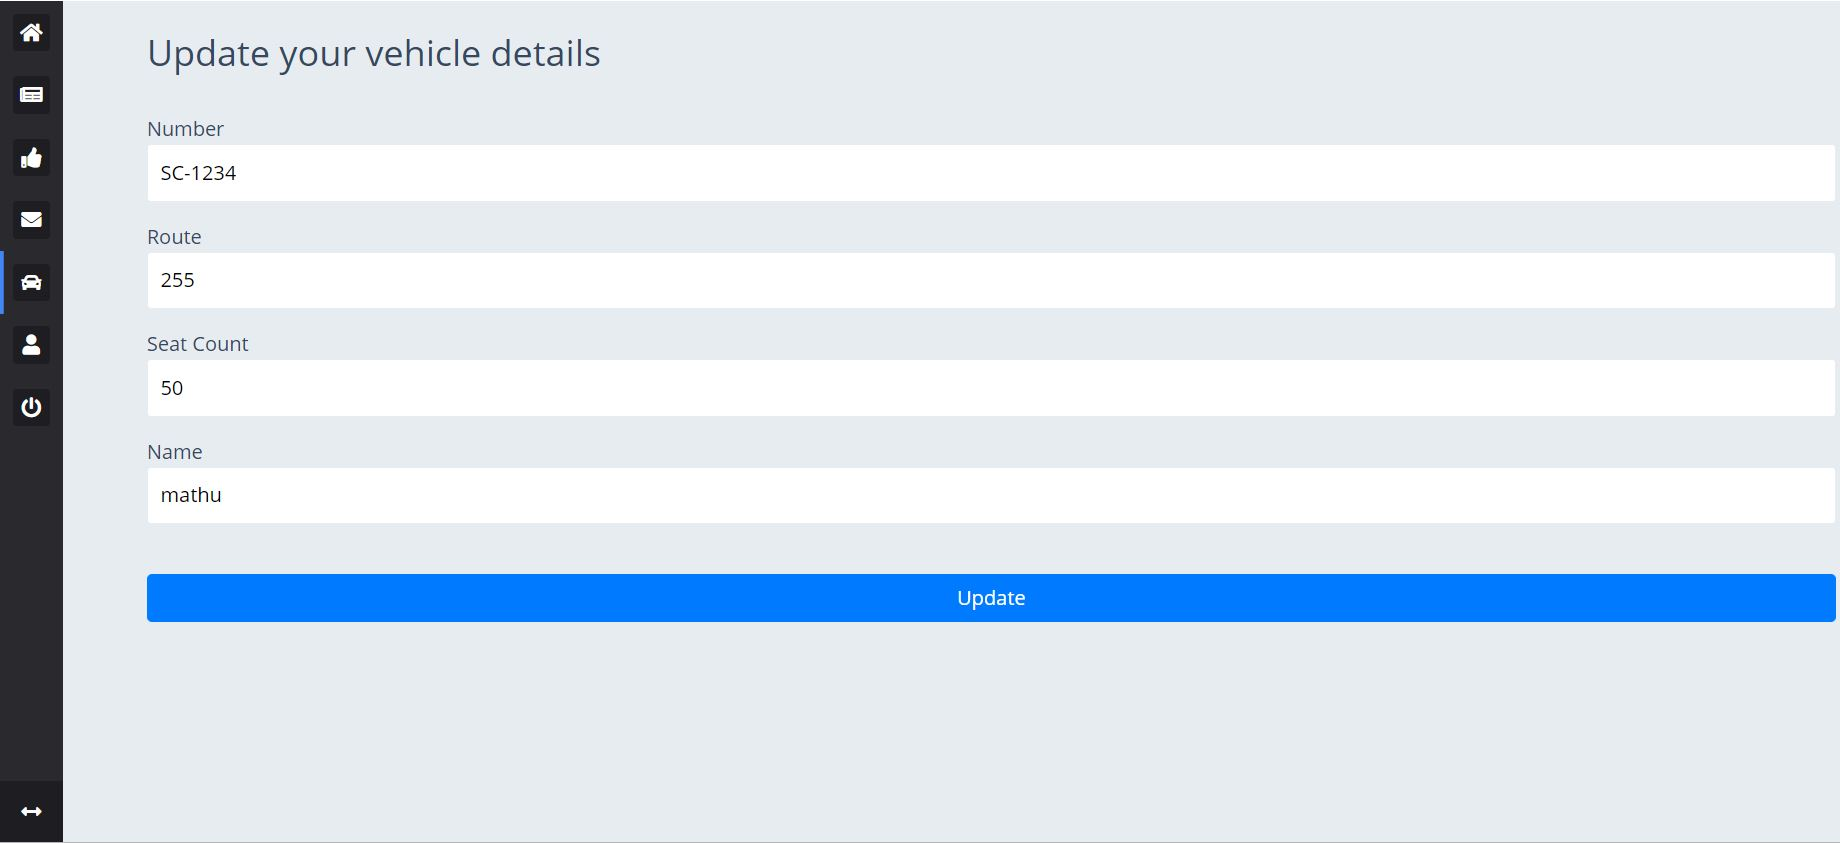 Update your vehicle details
Number
SC-1234
Route
255
Seat Count
50
Name
mathu
Update